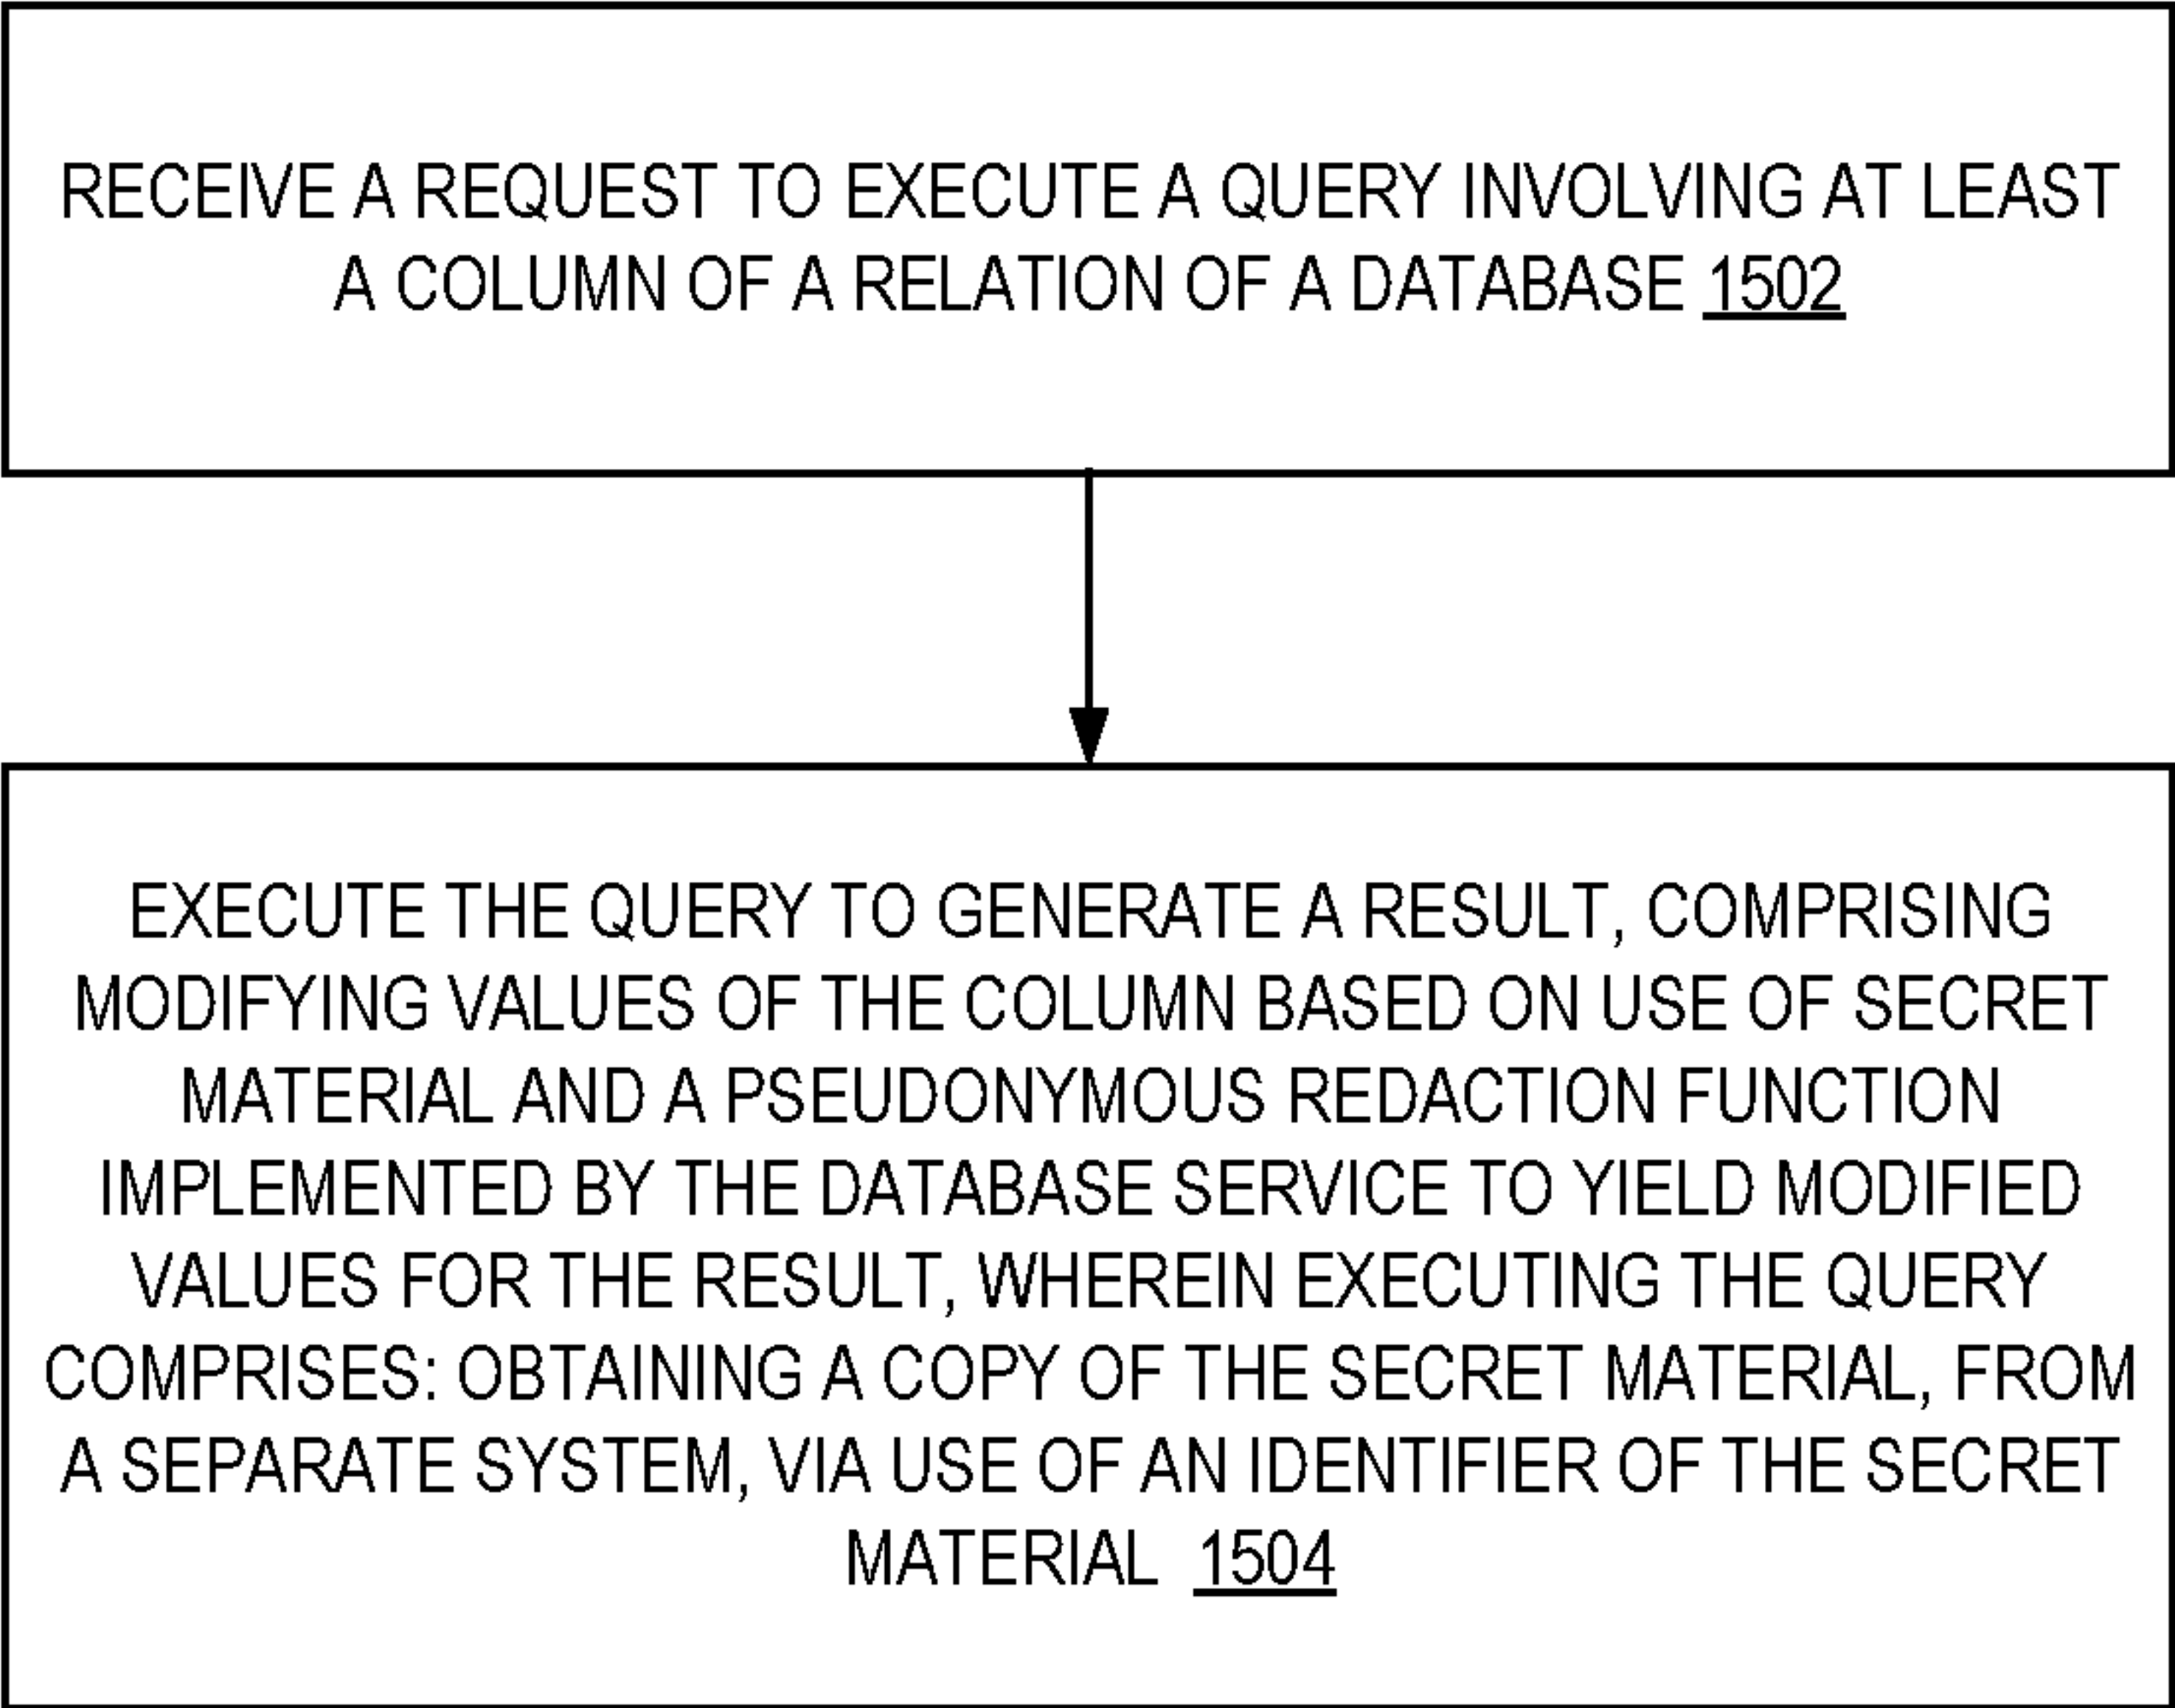 RECEIVE A REQUEST TO EXECUTE A QUERY INVOLVING AT LEAST
A COLUMN OF A RELATION OF A DATABASE 1502
EXECUTE THE QUERY TO GENERATE A RESULT, COMPRISING
MODIFYING VALUES OF THE COLUMN BASED ON USE OF SECRET
MATERIAL AND A PSEUDONYMOUS REDACTION FUNCTION
IMPLEMENTED BY THE DATABASE SERVICE TO YIELD MODIFIED
VALUES FOR THE RESULT, WHEREIN EXECUTING THE QUERY
COMPRISES: OBTAINING A COPY OF THE SECRET MATERIAL, FROM
A SEPARATE SYSTEM, VIA USE OF AN IDENTIFIER OF THE SECRET
MATERIAL 1504